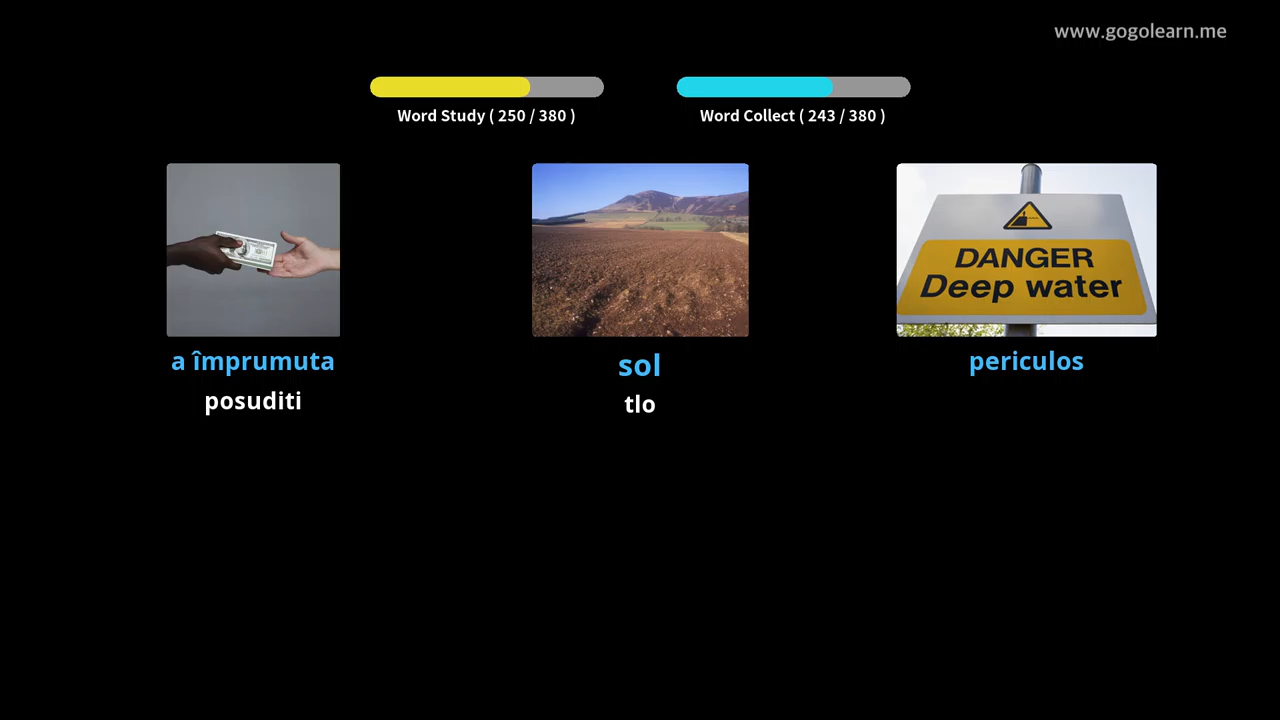 www.gogolearn.me
Word Study ( 250 / 380 )
Word Collect ( 243 / 380 )
DANGER
Deep water
a împrumuta
sol
periculos
posuditi
tlo